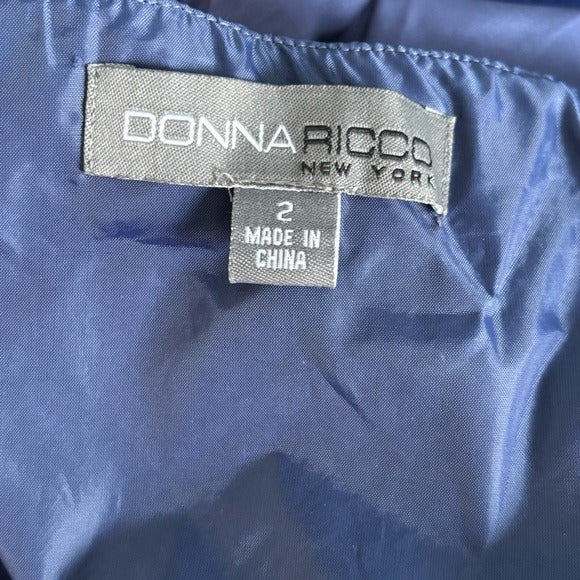 DONNA RICCO
NEW YORK
2
MADE IN
CHINA